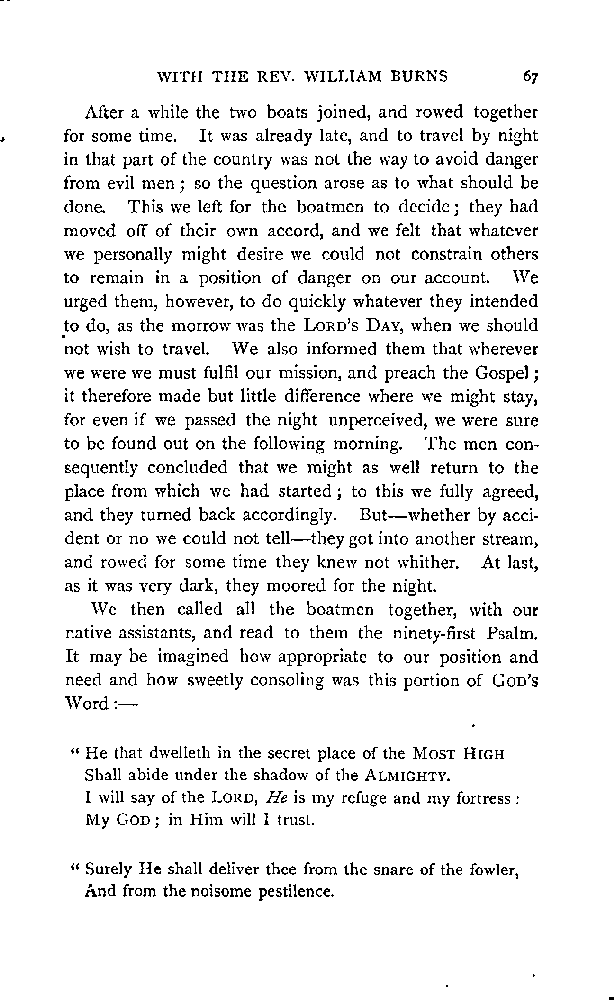 WITH THE REV. WILLIAM BURNS 67
After a while the two boats joined, and rowed together
for some time. It was already late, and to travel by night
in that part of the country was not the way to avoid danger
from evil men; so the question arose as to what should be
done. This we left for the boatmen to decide; they had
moved off of their own accord, and we felt that whatever
we personally might desire we could not constrain others
to remain in a position of danger on our account. We
urged them, however, to do quickly whatever they intended
to do, as the morrow was the LORD'S DAY, when we should
not wish to travel. We also informed them that wherever
we were we must fulfil our mission, and preach the Gospel;
it therefore made but little difference where we might stay,
for even if we passed the night unperceived, we were sure
to be found out on the following morning. The men con-
sequently concluded that we might as well return to the
place from which we had started; to this we fully agreed,
and they turned back accordingly. But—whether by acci-
dent or no we could not tell—they got into another stream,
and rowed for some time they knew not whither. At last,
as it was very dark, they moored for the night.
We then called all the boatmen together, with our
native assistants, and read to them the ninety-first Psalm.
It may be imagined how appropriate to our position and
need and how sweetly consoling was this portion of GOD'S
Word:—
“ He that dwelleth in the secret place of the MOST HIGH
Shall abide under the shadow of the ALMIGHTY.
I will say of the LORD, He is my refuge and my fortress:
My GOD; in Him will I trust.
“ Surely He shall deliver thee from the snare of the fowler,
And from the noisome pestilence.